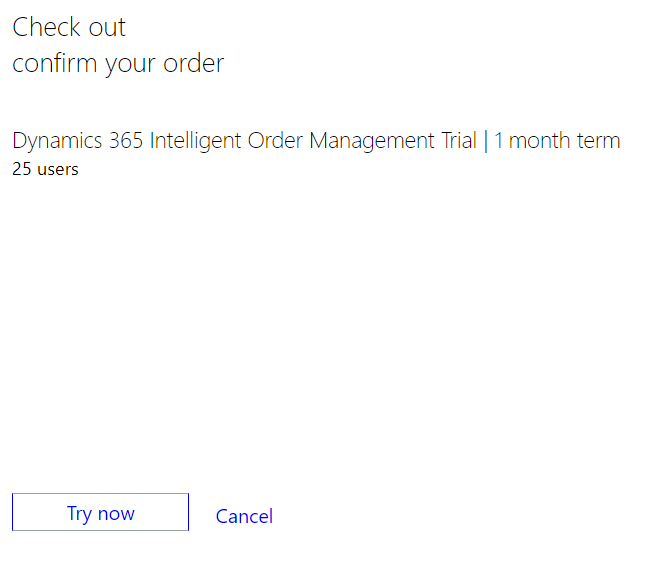 Check out
confirm your order
Dynamics 365 Intelligent Order Management Trial | 1 month term
25 users
Try now
Cancel